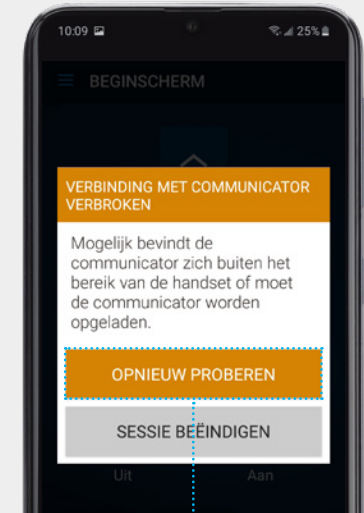 10:09 25%
BEGINSCHERM
VERBINDING MET COMMUNICATOR
VERBROKEN
Mogelijk bevindt de
communicator zich buiten het
bereik van de handset of moet
de communicator worden
opgeladen.
OPNIEUW PROBEREN
SESSIE BEËINDIGEN
Uit Aan